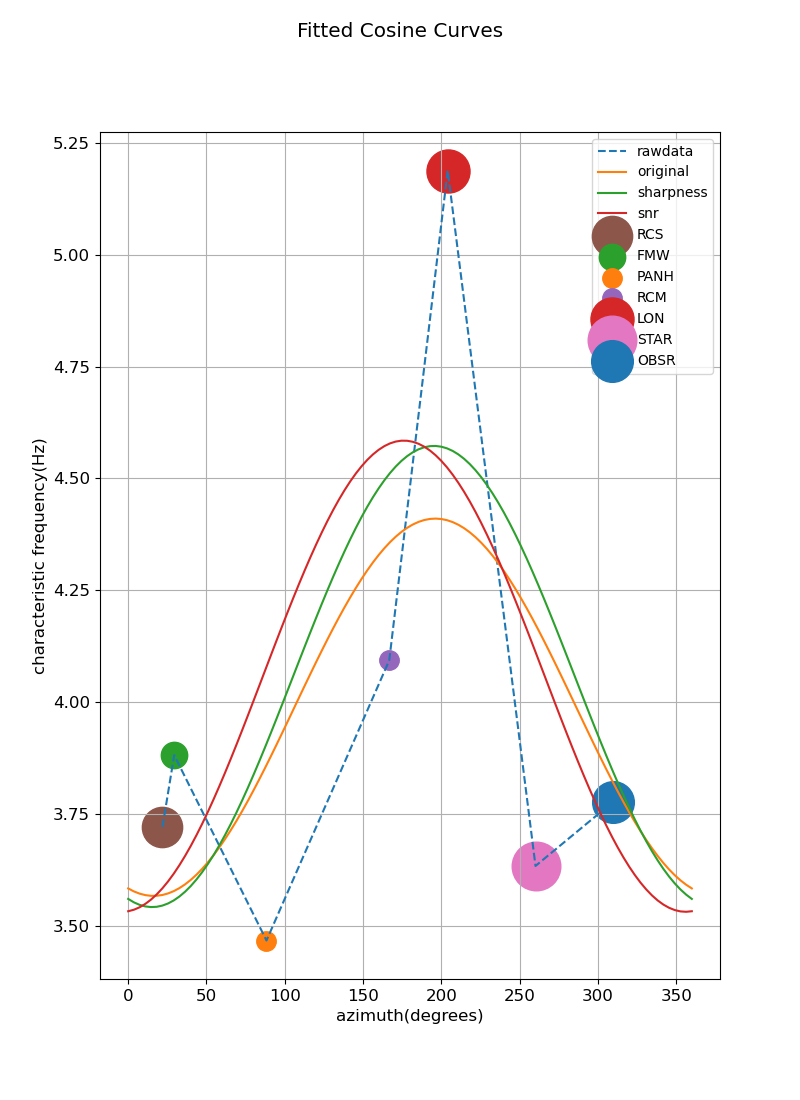 Fitted Cosine Curves
5.25
5.00
4.75
4.50
4.25
4.00
3.75
3.50
characteristic frequency(Hz)
rawdata
original
sharpness
snr
RCS
FMW
PANH
RCM
LON
STAR
OBSR
0 50 100 150 200 250 300 350
azimuth(degrees)